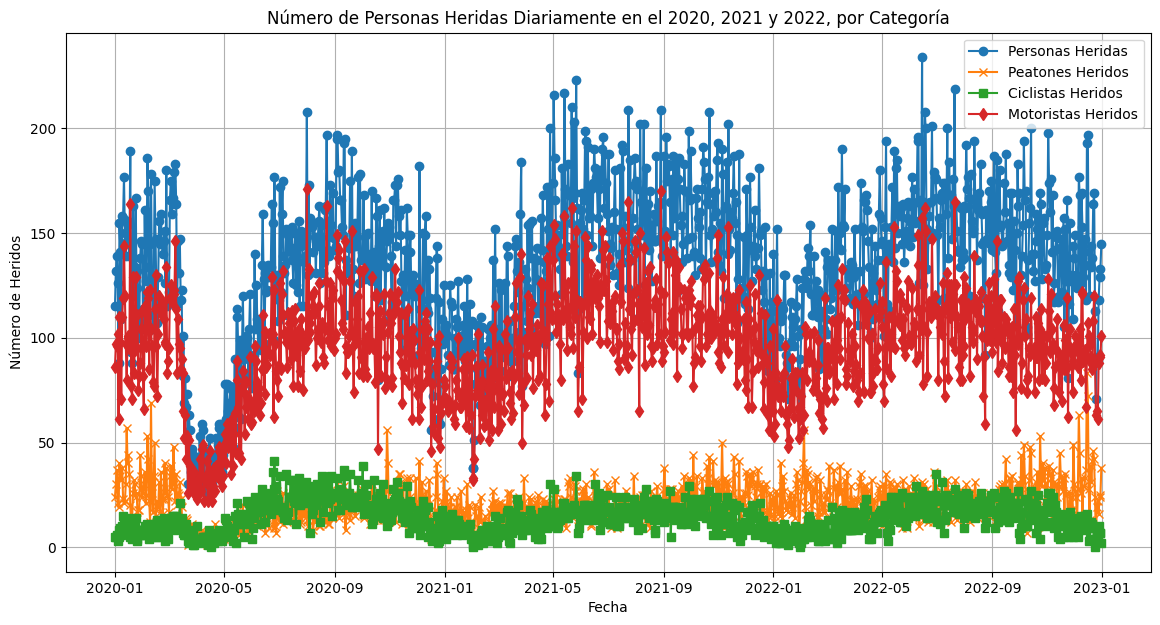 Número de Personas Heridas Diariamente en el 2020, 2021 y 2022, por Categoría
Personas Heridas
Peatones Heridos
Ciclistas Heridos
Motoristas Heridos
Número de Heridos
200
150
100
50
0
2020-01
2020-05
2020-09
2021-01
2021-05
2021-09
2022-01
2022-05
2022-09
2023-01
Fecha